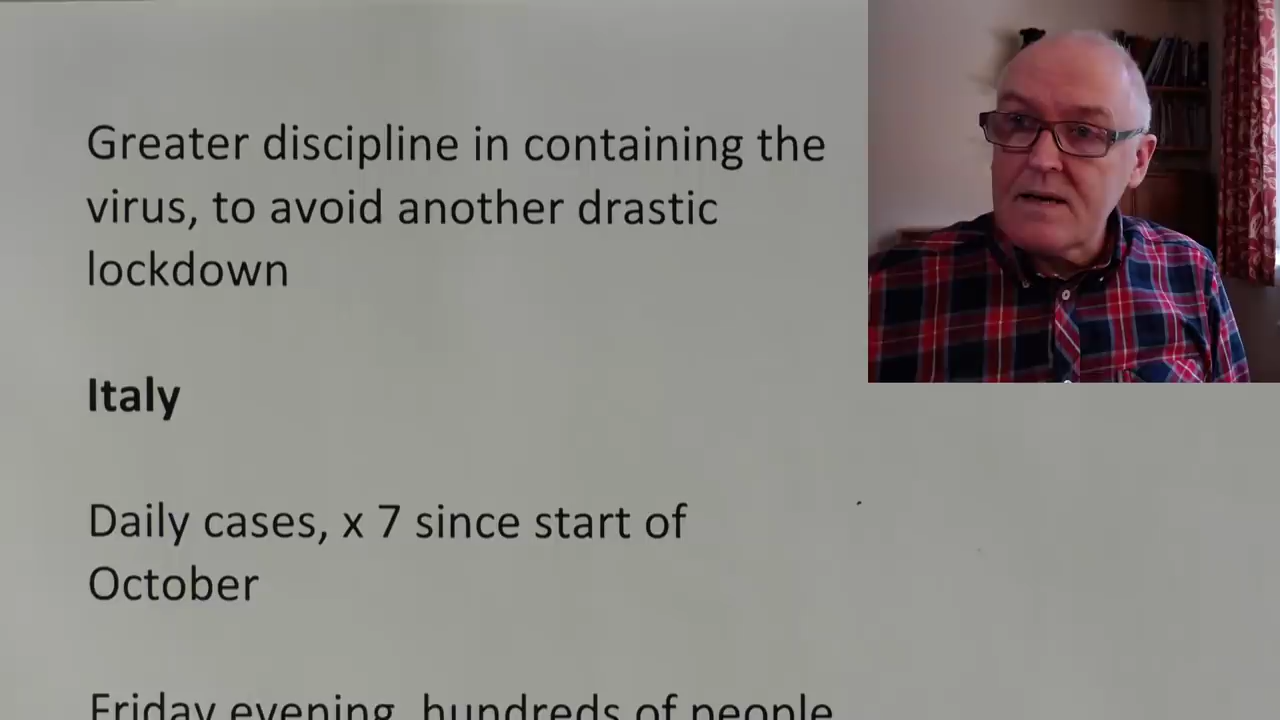 Greater discipline in containing the
virus, to avoid another drastic
lockdown
Italy
Daily cases, x 7 since start of
October
Friday evening, hundreds of people